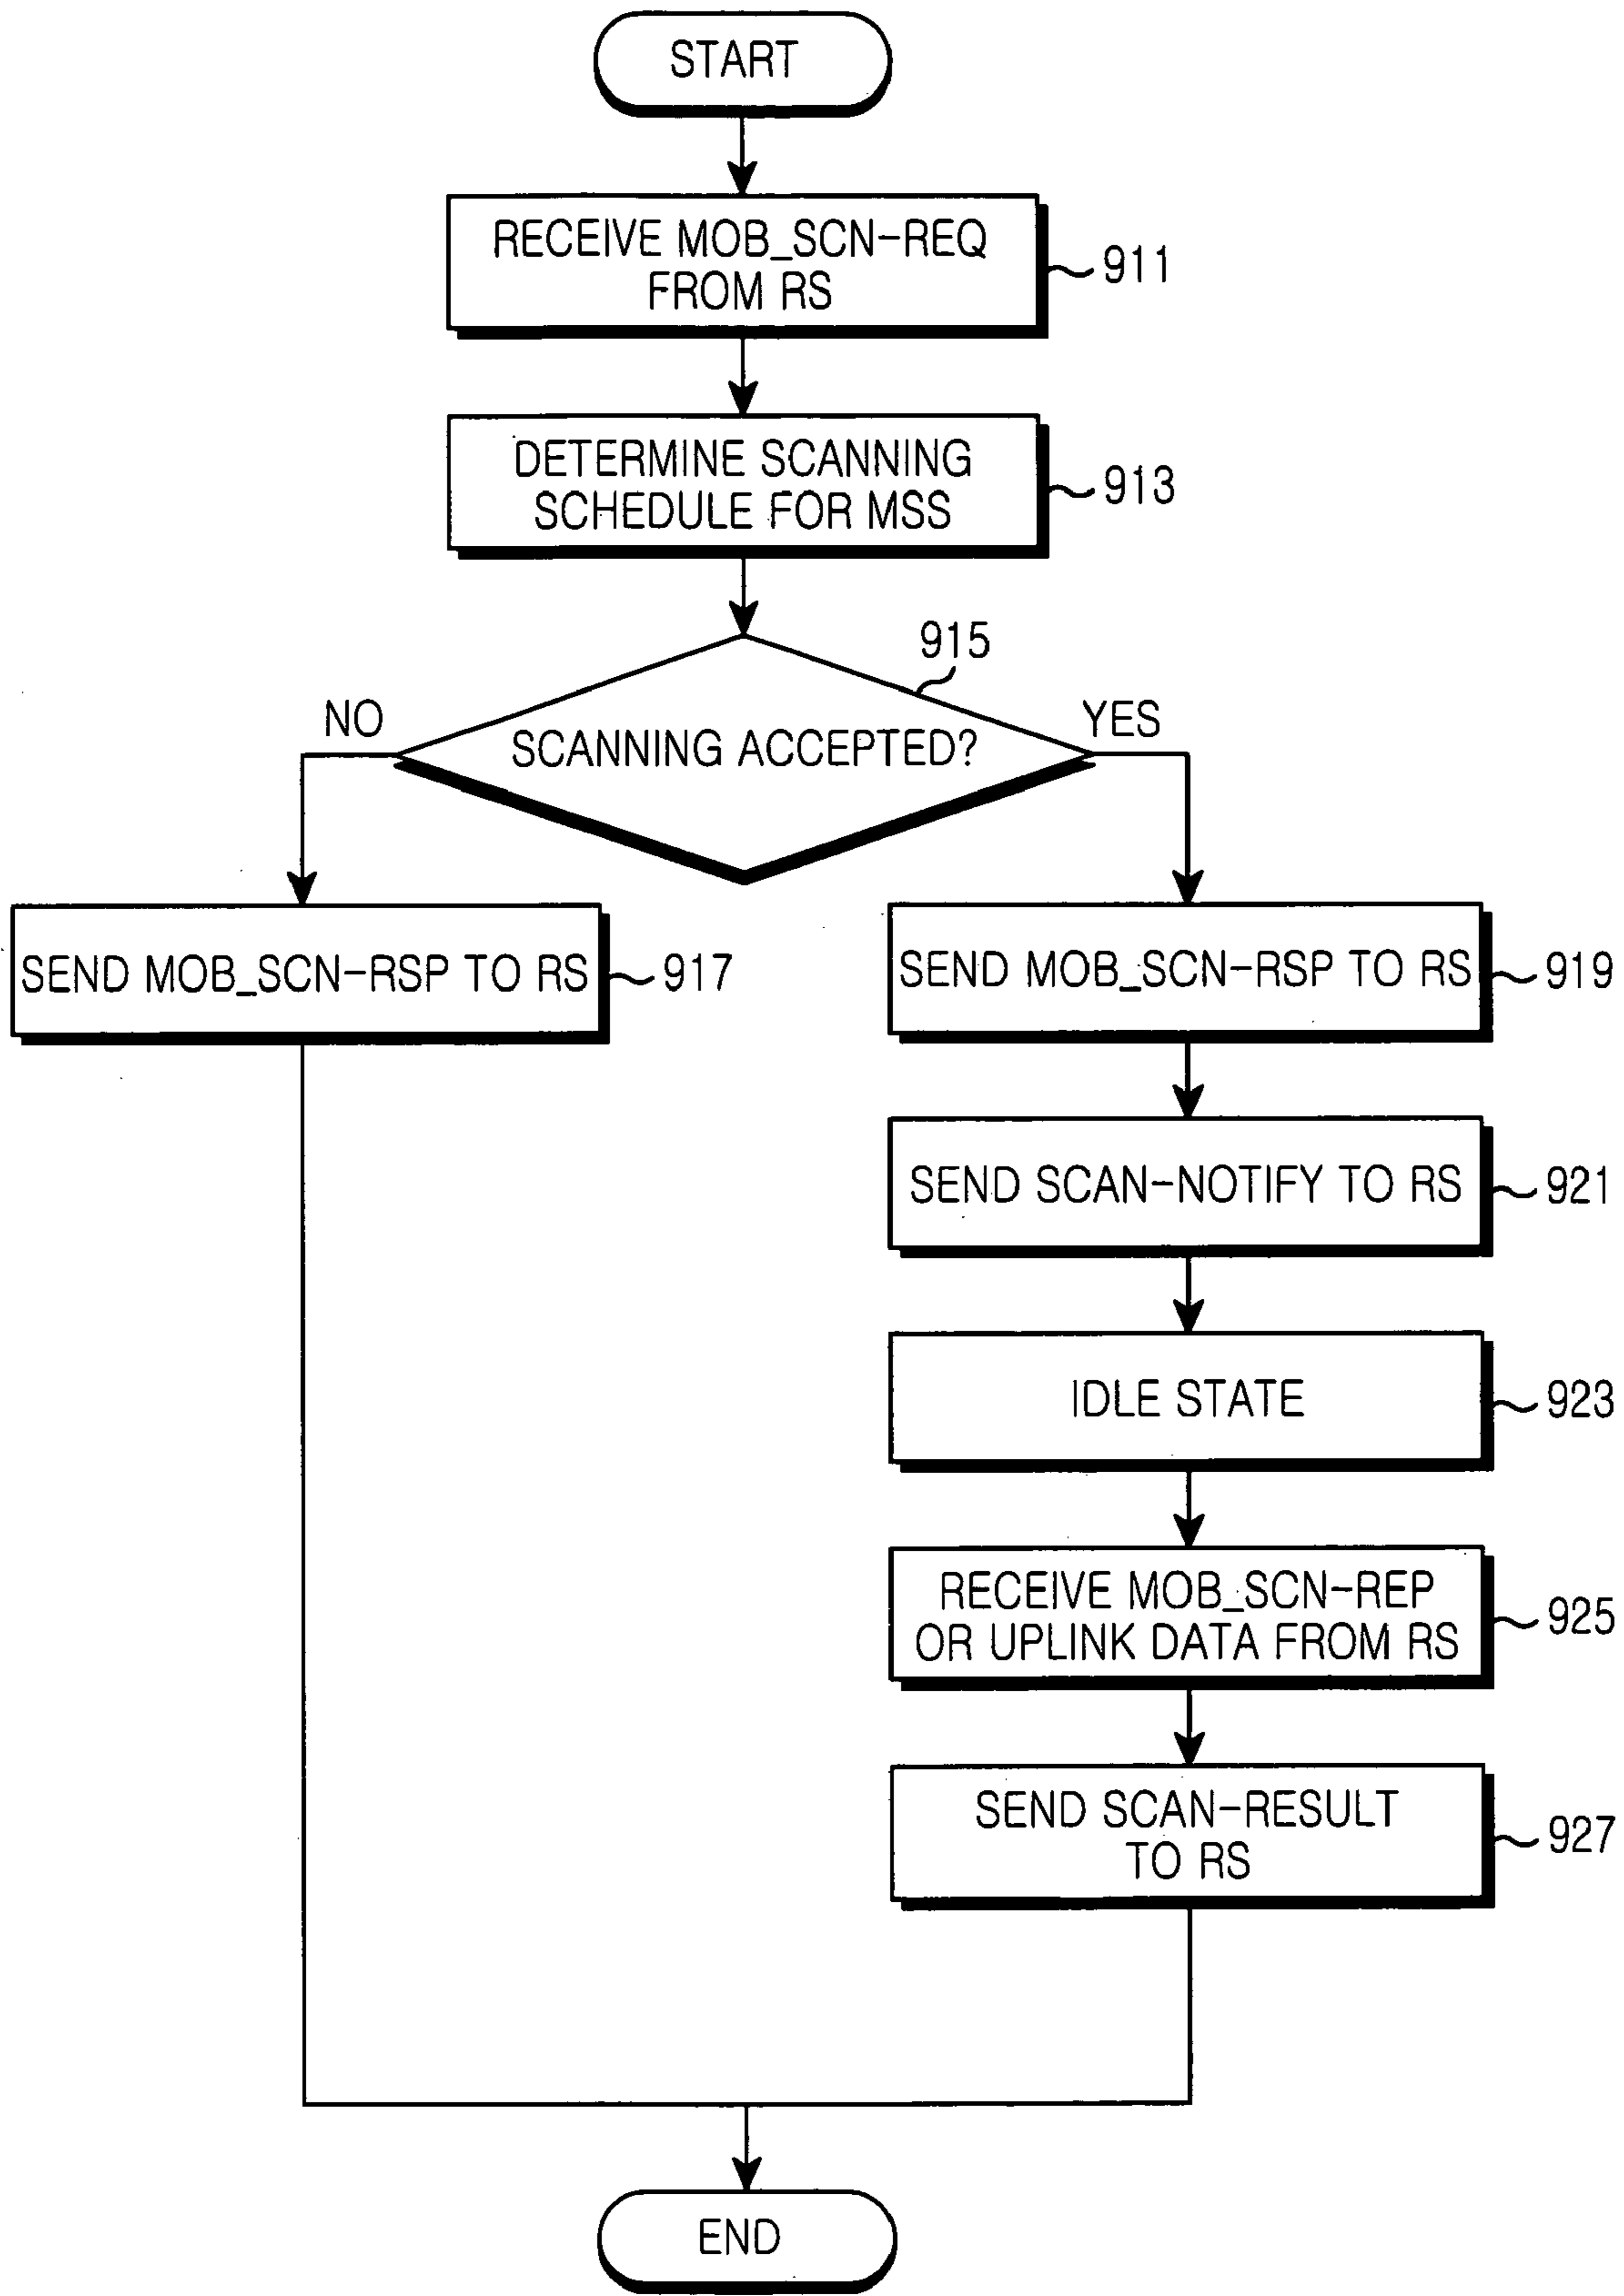 START
RECEIVE MOB_SCN-REQ
FROM RS
911
DETERMINE SCANNING
SCHEDULE FOR MSS
913
915
NO
SCANNING ACCEPTED?
YES
SEND MOB_SCN-RSP TO RS
917
SEND MOB_SCN-RSP TO RS
919
SEND SCAN-NOTIFY TO RS
921
IDLE STATE
923
RECEIVE MOB_SCN-REP
OR UPLINK DATA FROM RS
925
SEND SCAN-RESULT
TO RS
927
END